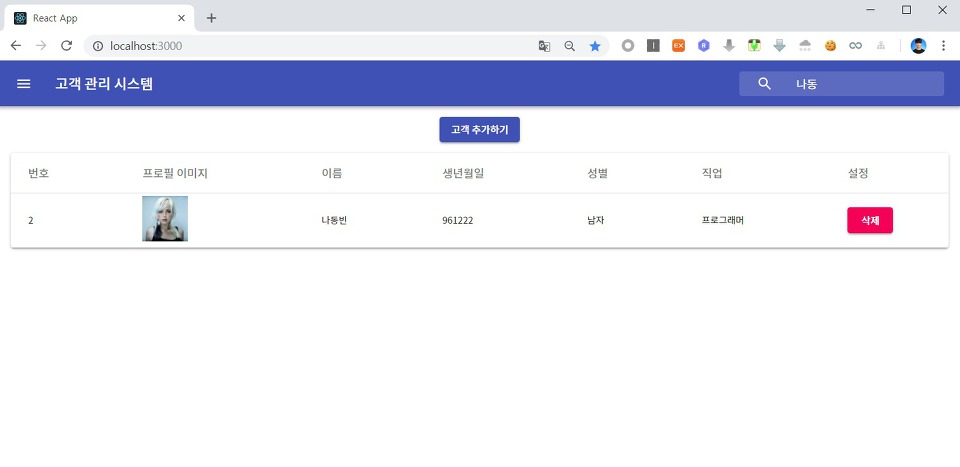 React App
localhost:3000
EX
R
고객 관리 시스템
나동
고객 추가하기
번호 프로필 이미지 이름 생년월일 성별 직업 설정
2 나동빈 961222 남자 프로그래머 삭제